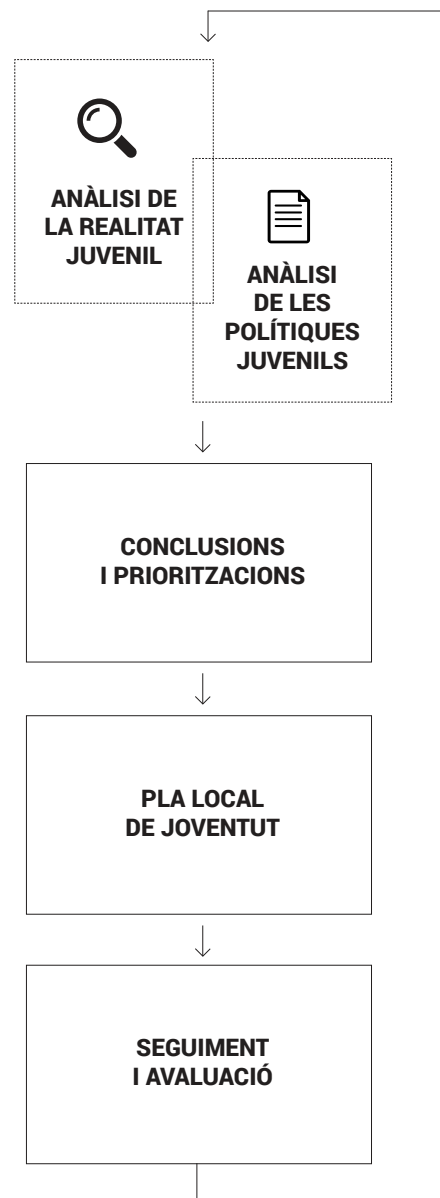 ANÀLISI DE
LA REALITAT
JUVENIL
ANÀLISI
DE LES
POLÍTIQUES
JUVENILS
CONCLUSIONS
I PRIORITZACIONS
PLA LOCAL
DE JOVENTUT
SEGUIMENT
I AVALUACIÓ